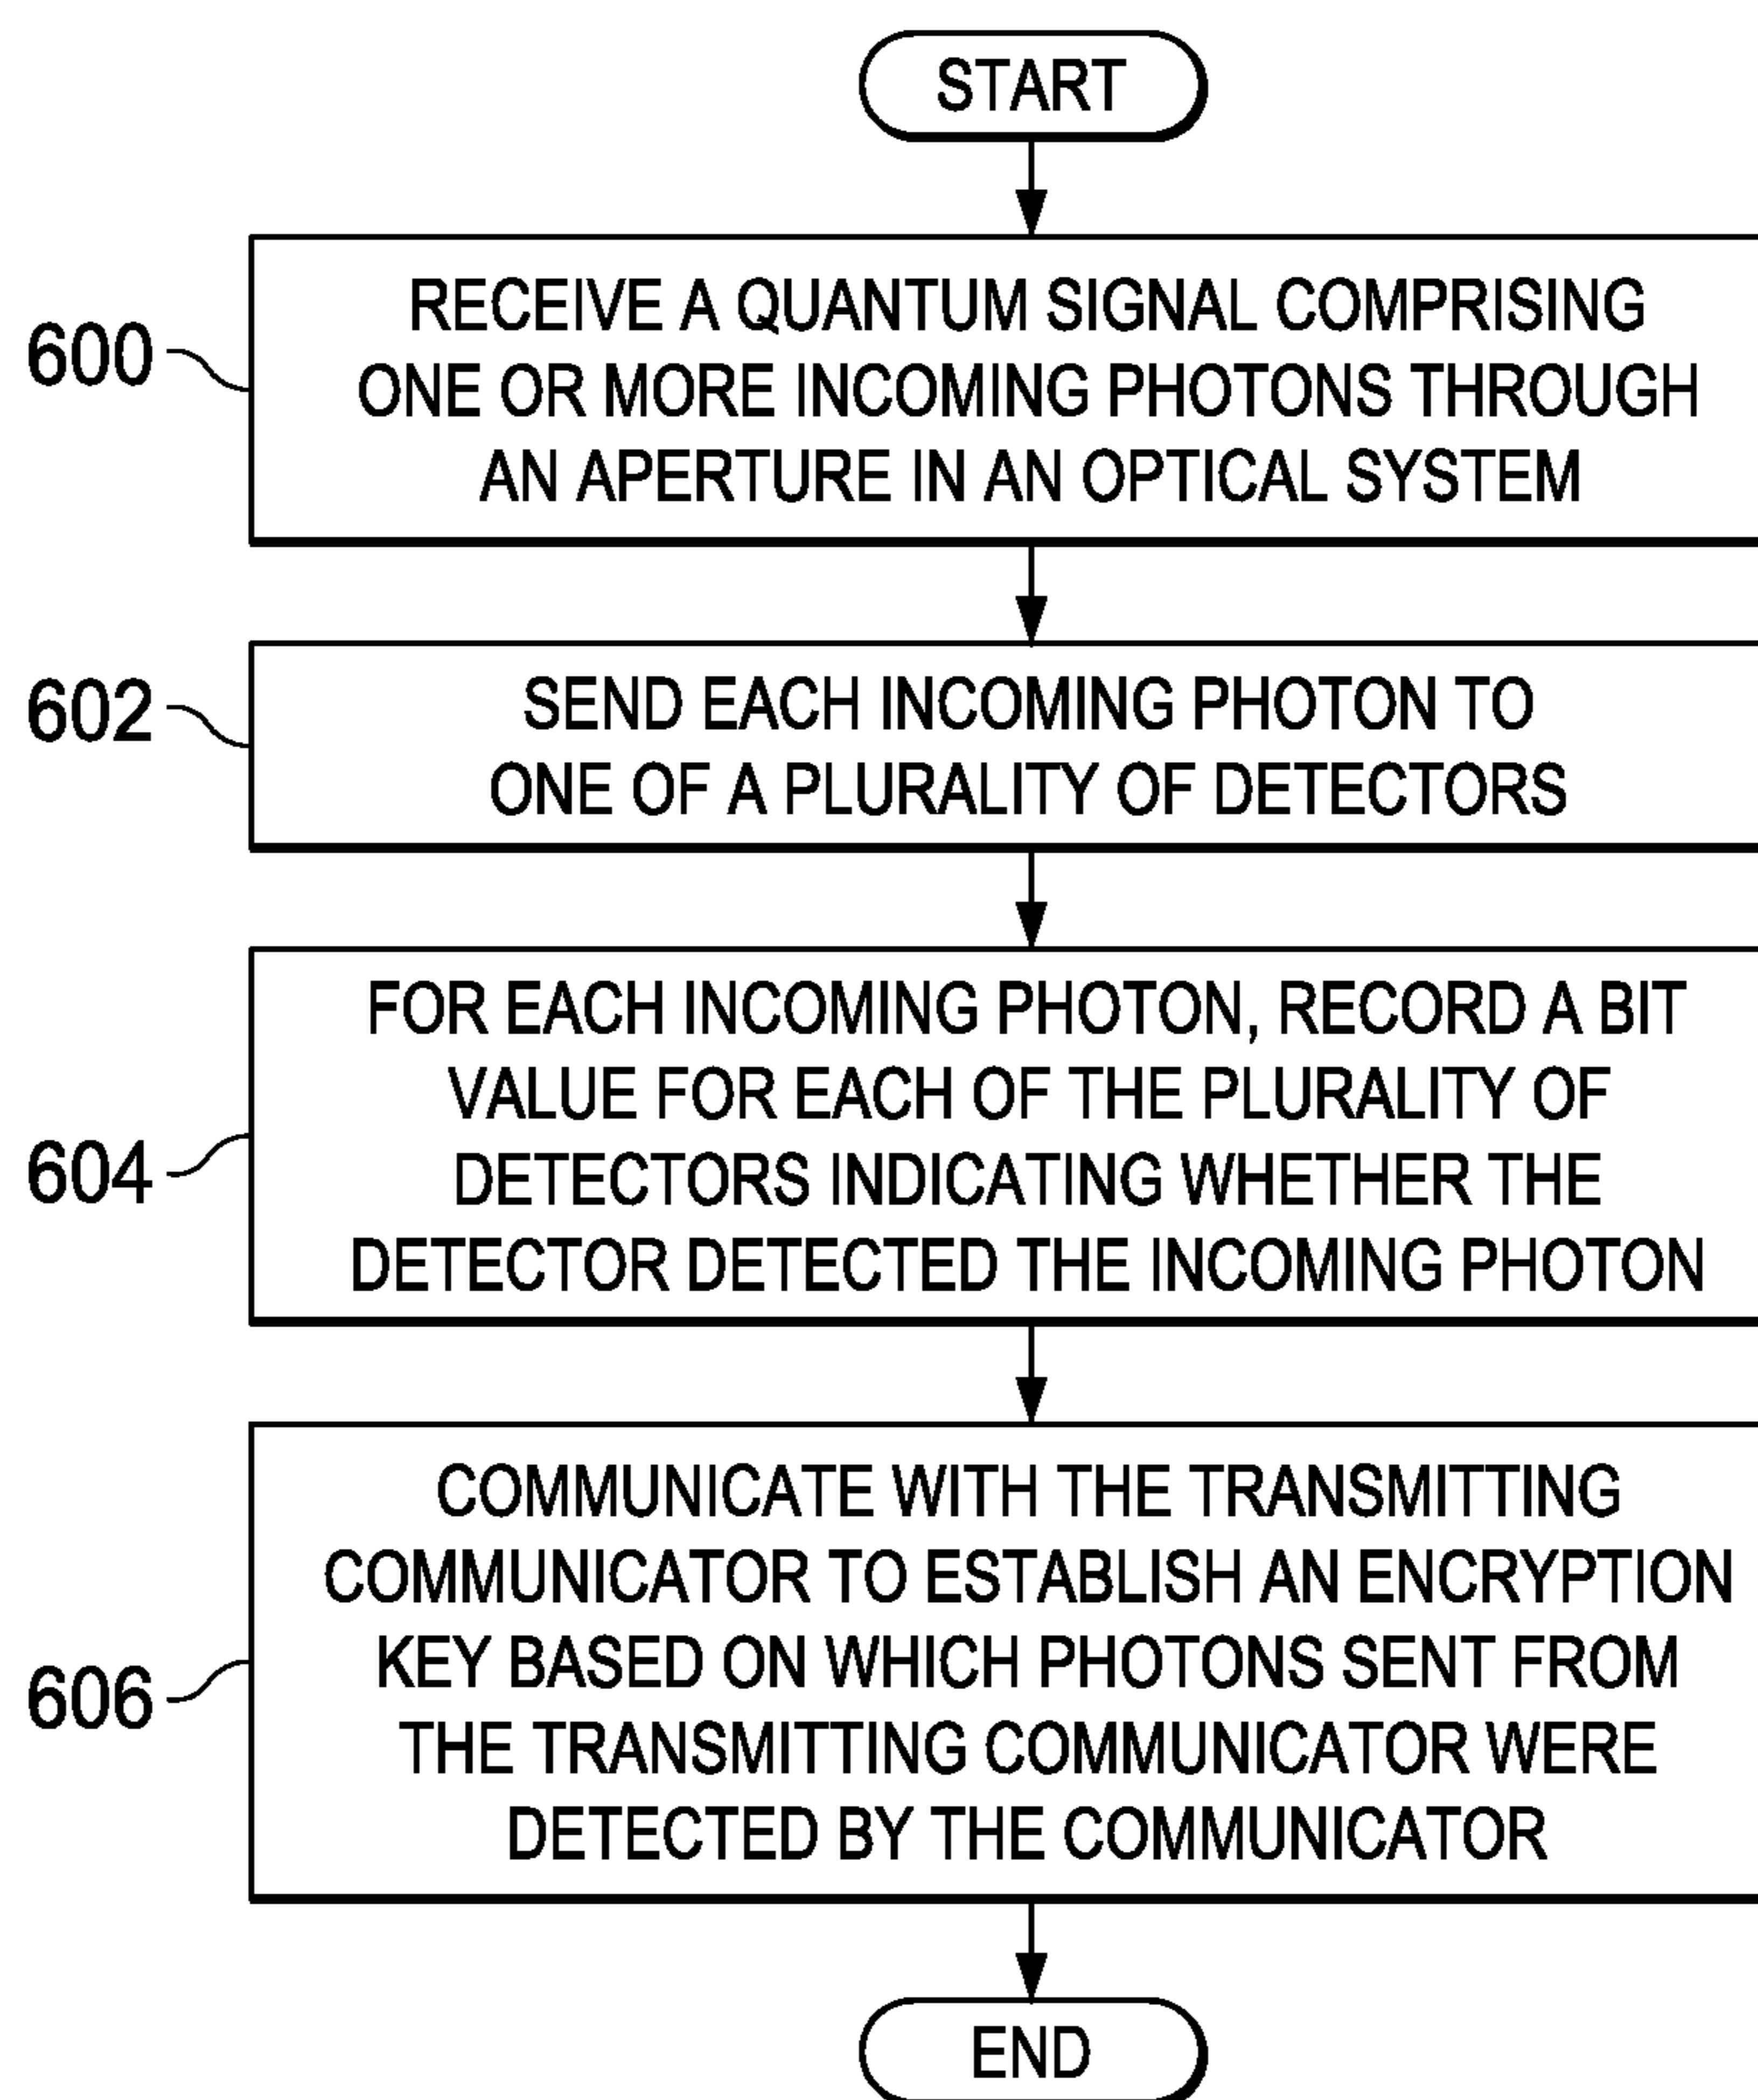 START
600
RECEIVE A QUANTUM SIGNAL COMPRISING
ONE OR MORE INCOMING PHOTONS THROUGH
AN APERTURE IN AN OPTICAL SYSTEM
602
SEND EACH INCOMING PHOTON TO
ONE OF A PLURALITY OF DETECTORS
604
FOR EACH INCOMING PHOTON, RECORD A BIT
VALUE FOR EACH OF THE PLURALITY OF
DETECTORS INDICATING WHETHER THE
DETECTOR DETECTED THE INCOMING PHOTON
606
COMMUNICATE WITH THE TRANSMITTING
COMMUNICATOR TO ESTABLISH AN ENCRYPTION
KEY BASED ON WHICH PHOTONS SENT FROM
THE TRANSMITTING COMMUNICATOR WERE
DETECTED BY THE COMMUNICATOR
END